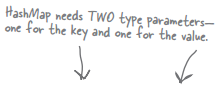 HashMap needs TWO type parameters—
one for the key and one for the value.